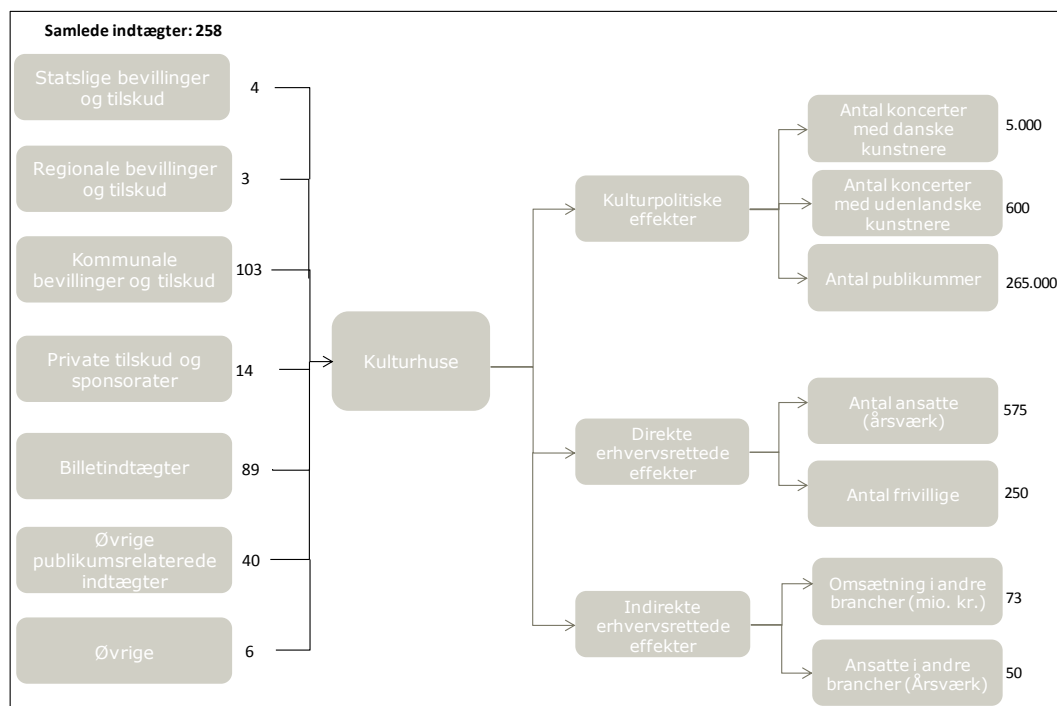 Samlede indtægter: 258
Statslige bevillinger
og tilskud
4
Regionale bevillinger
og tilskud
3
Kommunale
bevillinger og tilskud
103
Private tilskud og
sponsorater
14
Billetindtægter
89
Øvrige
publikumsrelaterede
indtægter
40
Øvrige
6
Kulturhuse
Kulturpolitiske
effekter
Direkte
erhvervsrettede
effekter
Indirekte
erhvervsrettede
effekter
Antal koncerter
med danske
kunstnere
5.000
Antal koncerter
med udenlandske
kunstnere
600
Antal publikummer
265.000
Antal ansatte
(årsværk)
575
Antal frivillige
250
Omsætning i andre
brancher (mio. kr.)
73
Ansatte i andre
brancher (Årsværk)
50